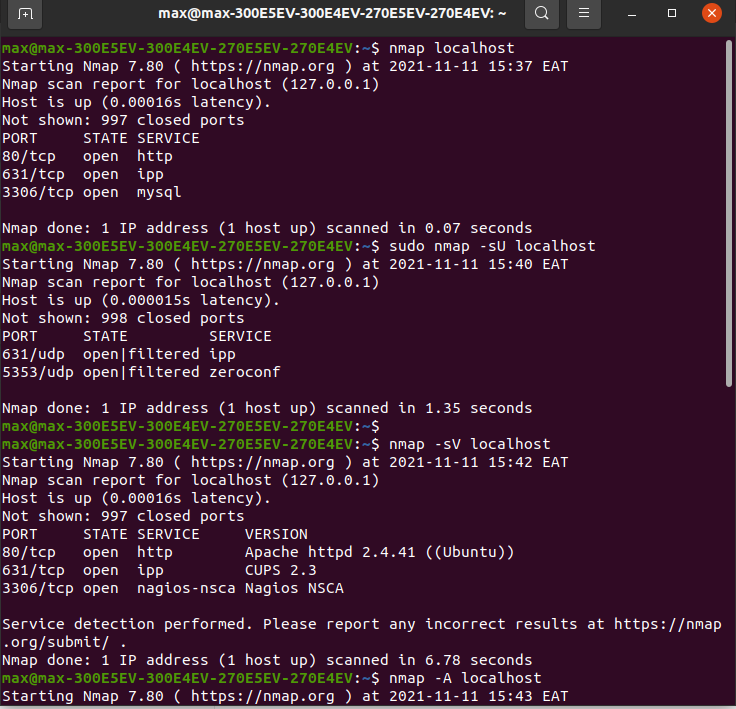 max@max-300E5EV-300E4EV-270E5EV-270E4EV: ~
max@max-300E5EV-300E4EV-270E5EV-270E4EV:~$ nmap localhost
Starting Nmap 7.80 ( https://nmap.org ) at 2021-11-11 15:37 EAT
Nmap scan report for localhost (127.0.0.1)
Host is up (0.00016s latency).
Not shown: 997 closed ports
PORT     STATE SERVICE
80/tcp   open  http
631/tcp  open  ipp
3306/tcp open  mysql
Nmap done: 1 IP address (1 host up) scanned in 0.07 seconds
max@max-300E5EV-300E4EV-270E5EV-270E4EV:~$ sudo nmap -sU localhost
Starting Nmap 7.80 ( https://nmap.org ) at 2021-11-11 15:40 EAT
Nmap scan report for localhost (127.0.0.1)
Host is up (0.000015s latency).
Not shown: 998 closed ports
PORT     STATE         SERVICE
631/udp  open|filtered ipp
5353/udp open|filtered zeroconf
Nmap done: 1 IP address (1 host up) scanned in 1.35 seconds
max@max-300E5EV-300E4EV-270E5EV-270E4EV:~$
max@max-300E5EV-300E4EV-270E5EV-270E4EV:~$ nmap -sV localhost
Starting Nmap 7.80 ( https://nmap.org ) at 2021-11-11 15:42 EAT
Nmap scan report for localhost (127.0.0.1)
Host is up (0.00016s latency).
Not shown: 997 closed ports
PORT     STATE SERVICE     VERSION
80/tcp   open  http        Apache httpd 2.4.41 ((Ubuntu))
631/tcp  open  ipp         CUPS 2.3
3306/tcp open  nagios-nsca Nagios NSCA
Service detection performed. Please report any incorrect results at https://nmap
.org/submit/ .
Nmap done: 1 IP address (1 host up) scanned in 6.78 seconds
max@max-300E5EV-300E4EV-270E5EV-270E4EV:~$ nmap -A localhost
Starting Nmap 7.80 ( https://nmap.org ) at 2021-11-11 15:43 EAT